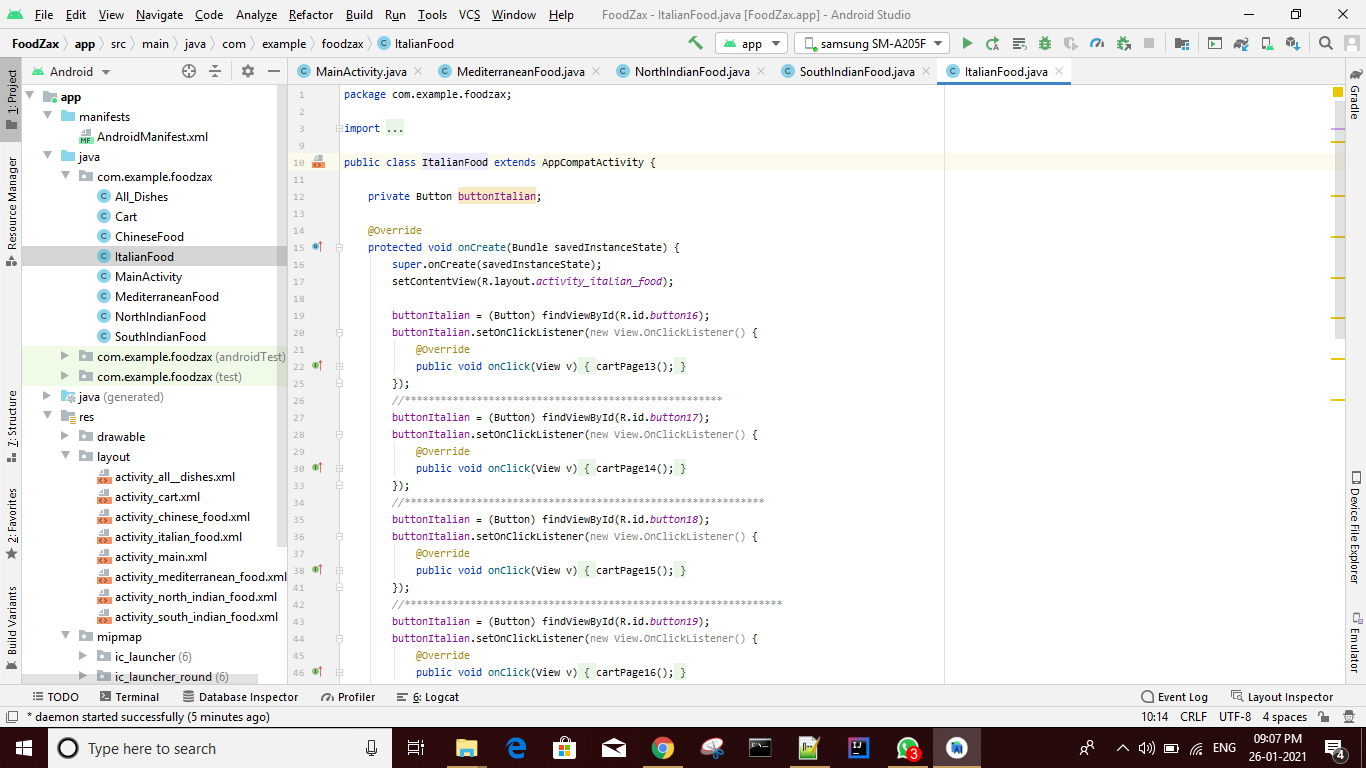 File Edit View Navigate Code Analyze Refactor Build Run Tools VCS Window Help FoodZax - ItalianFood.java [FoodZax.app] - Android Studio
FoodZax app src main java com example foodzax ItalianFood app samsung SM-A205F
Android MainActivity.java MediterraneanFood.java NorthIndianFood.java SouthIndianFood.java ItalianFood.java
1: Project
Resource Manager
7: Structure
2: Favorites
Build Variants
app
manifests
AndroidManifest.xml
java
com.example.foodzax
All_Dishes
Cart
ChineseFood
ItalianFood
MainActivity
MediterraneanFood
NorthIndianFood
SouthIndianFood
com.example.foodzax (androidTest)
com.example.foodzax (test)
java (generated)
res
drawable
layout
activity_all__dishes.xml
activity_cart.xml
activity_chinese_food.xml
activity_italian_food.xml
activity_main.xml
activity_mediterranean_food.xml
activity_north_indian_food.xml
activity_south_indian_food.xml
mipmap
ic_launcher (6)
ic_launcher_round (6)
1 package com.example.foodzax;
2
3 import ...
9
10 public class ItalianFood extends AppCompatActivity {
11
12 private Button buttonItalian;
13
14 @Override
15 protected void onCreate(Bundle savedInstanceState) {
16 super.onCreate(savedInstanceState);
17 setContentView(R.layout.activity_italian_food);
18
19 buttonItalian = (Button) findViewById(R.id.button16);
20 buttonItalian.setOnClickListener(new View.OnClickListener() {
21 @Override
22 public void onClick(View v) { cartPage13(); }
25 });
26 //*****************************************************
27 buttonItalian = (Button) findViewById(R.id.button17);
28 buttonItalian.setOnClickListener(new View.OnClickListener() {
29 @Override
30 public void onClick(View v) { cartPage14(); }
33 });
34 //************************************************************
35 buttonItalian = (Button) findViewById(R.id.button18);
36 buttonItalian.setOnClickListener(new View.OnClickListener() {
37 @Override
38 public void onClick(View v) { cartPage15(); }
41 });
42 //***************************************************************
43 buttonItalian = (Button) findViewById(R.id.button19);
44 buttonItalian.setOnClickListener(new View.OnClickListener() {
45 @Override
46 public void onClick(View v) { cartPage16(); }
Gradle
Device File Explorer
Emulator
TODO Terminal Database Inspector Profiler 6: Logcat Event Log Layout Inspector
* daemon started successfully (5 minutes ago) 10:14 CRLF UTF-8 4 spaces
Type here to search 3 ENG 09:07 PM
26-01-2021 4